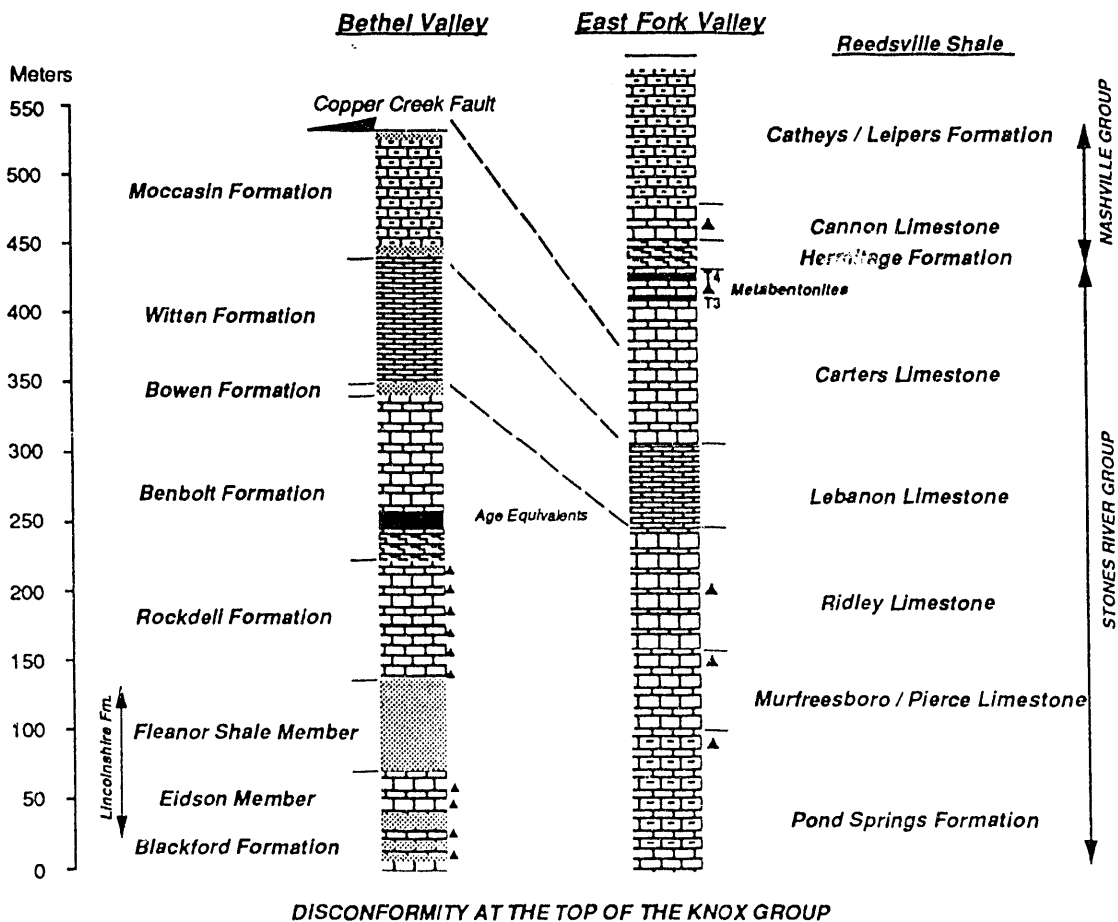 Bethel Valley
East Fork Valley
Reedsville Shale
Meters
550
500
450
400
350
300
250
200
150
100
50
0
Copper Creek Fault
Moccasin Formation
Witten Formation
Bowen Formation
Benbolt Formation
Rockdell Formation
Fleanor Shale Member
Eidson Member
Blackford Formation
Lincolnshire Fm.
Age Equivalents
Catheys / Leipers Formation
Cannon Limestone
Hermitage Formation
T4
Metabentonites
T3
Carters Limestone
Lebanon Limestone
Ridley Limestone
Murfreesboro / Pierce Limestone
Pond Springs Formation
NASHVILLE GROUP
STONES RIVER GROUP
DISCONFORMITY AT THE TOP OF THE KNOX GROUP